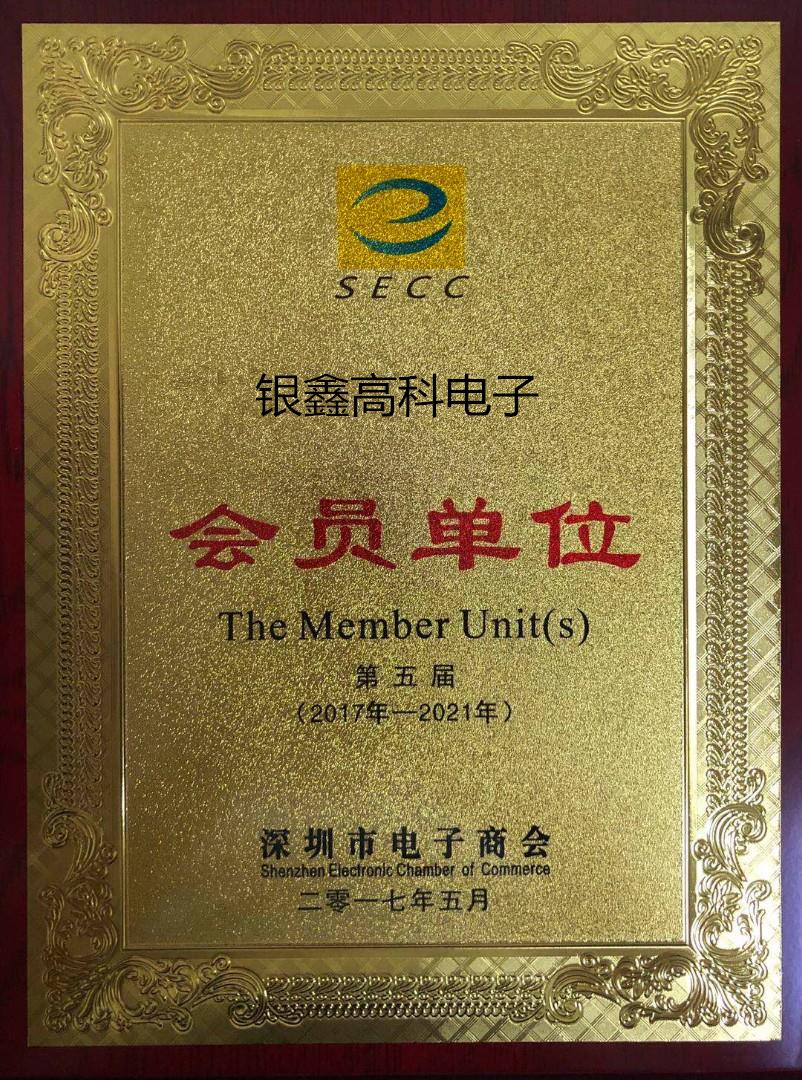 SECC
银鑫高科电子
会员单位
The Member Unit(s)
第五届
（2017年—2021年）
深圳市电子商会
Shenzhen Electronic Chamber of Commerce
二零一七年五月